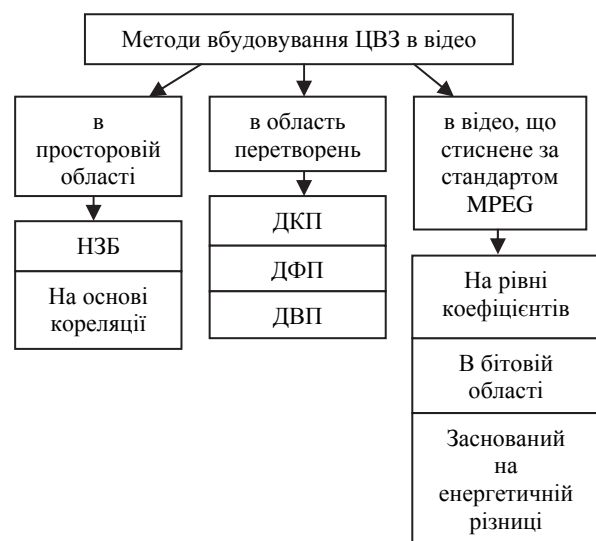 Методи вбудовування ЦВЗ в відео
в
просторовій
області
НЗБ
На основі
кореляції
в область
перетворень
ДКП
ДФП
ДВП
в відео, що
стиснене за
стандартом
MPEG
На рівні
коефіцієнтів
В бітовій
області
Заснований
на
енергетичній
різниці